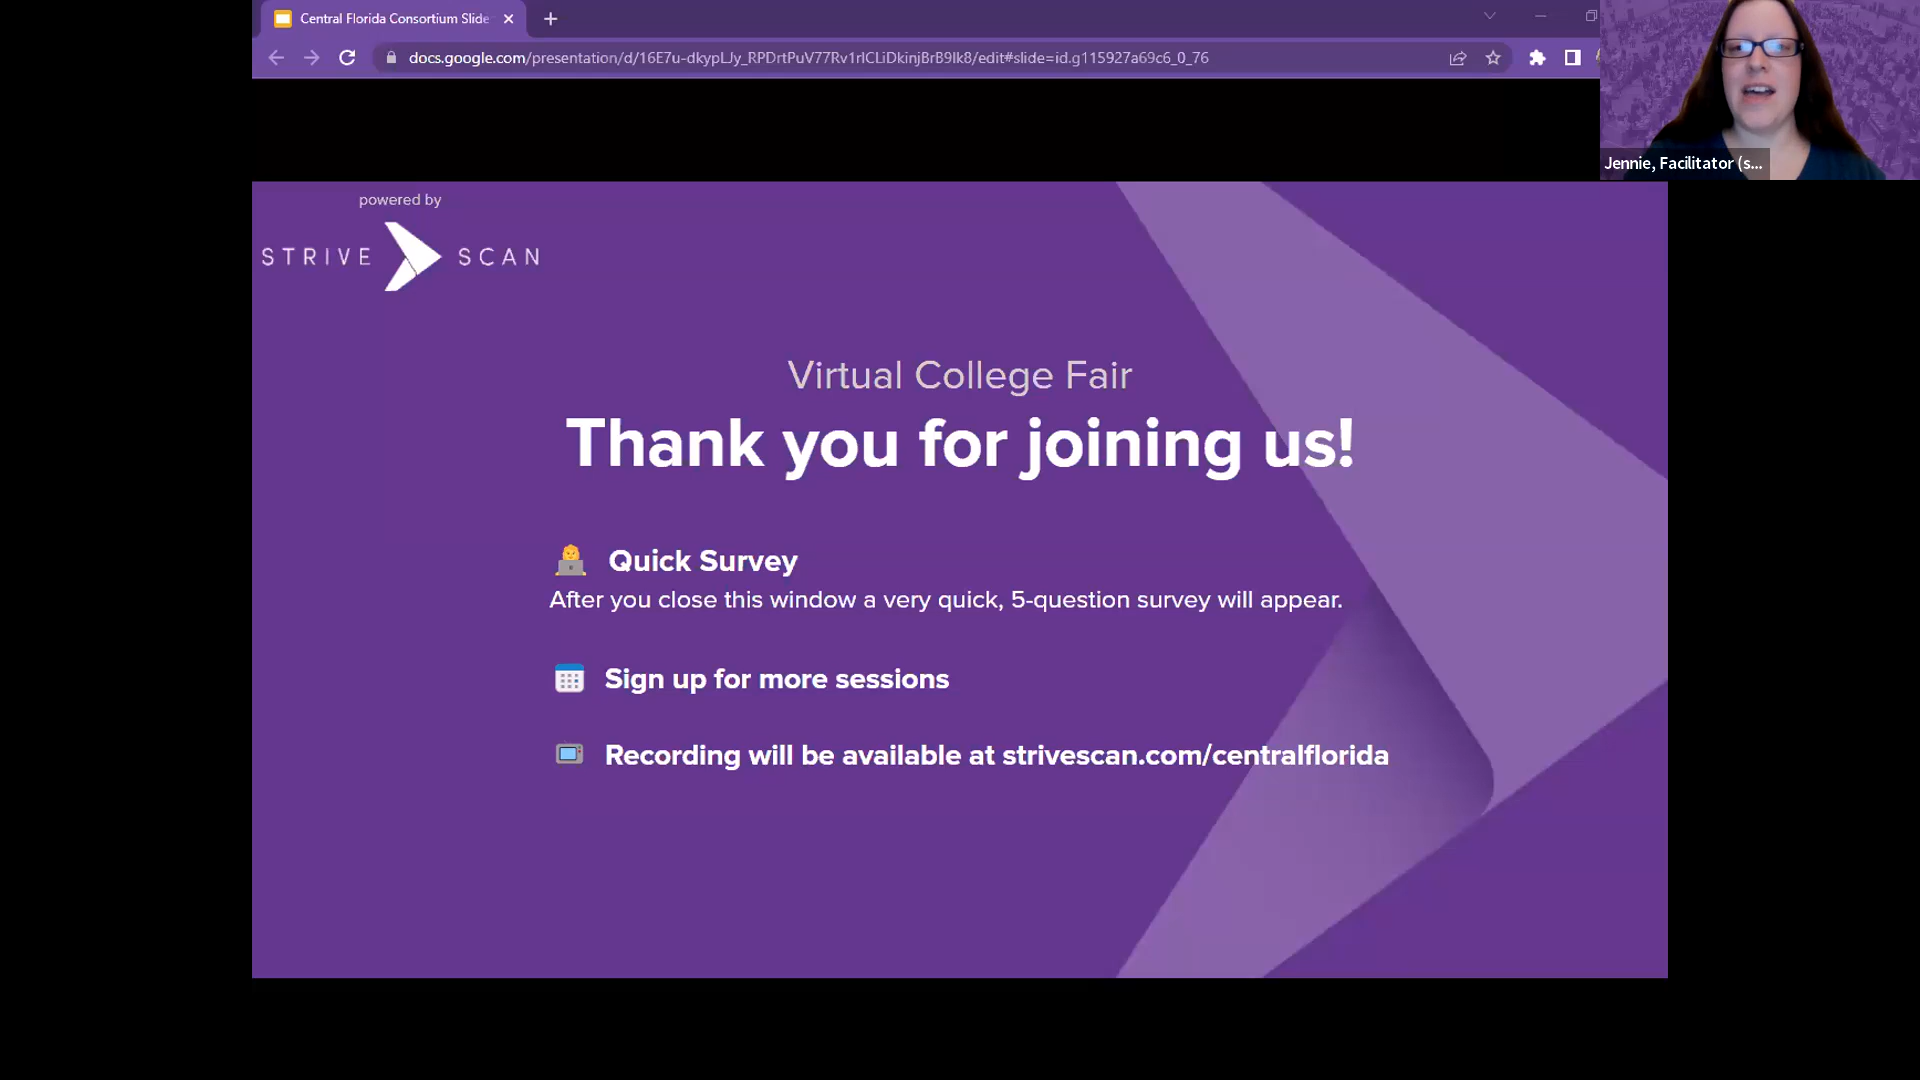 Central Florida Consortium Slide
docs.google.com/presentation/d/16E7u-dkypLJy_RPDrtPuV77Rv1rlCLiDkinjBrB9lk8/edit#slide=id.g115927a69c6_0_76
Jennie, Facilitator (s...
powered by
STRIVE SCAN
Virtual College Fair
Thank you for joining us!
Quick Survey
After you close this window a very quick, 5-question survey will appear.
Sign up for more sessions
Recording will be available at strivescan.com/centralflorida